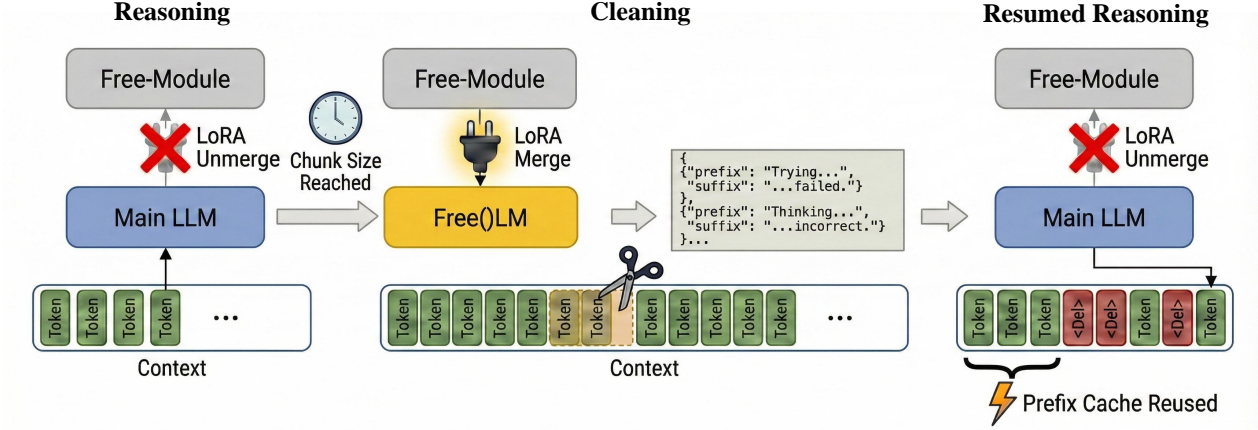 Reasoning
Cleaning
Resumed Reasoning
Free-Module
LoRA
Unmerge
Main LLM
Token
Token
Token
Token
...
Context
Chunk Size
Reached
Free-Module
LoRA
Merge
Free()LM
Token
Token
Token
Token
Token
Token
Token
Token
Token
Token
Token
Token
...
Context
{
{"prefix": "Trying...",
"suffix": "...failed."}
},
{"prefix": "Thinking...",
"suffix": "...incorrect."}
}...
Free-Module
LoRA
Unmerge
Main LLM
Token
Token
Token
<Del>
<Del>
Token
<Del>
Token
Prefix Cache Reused